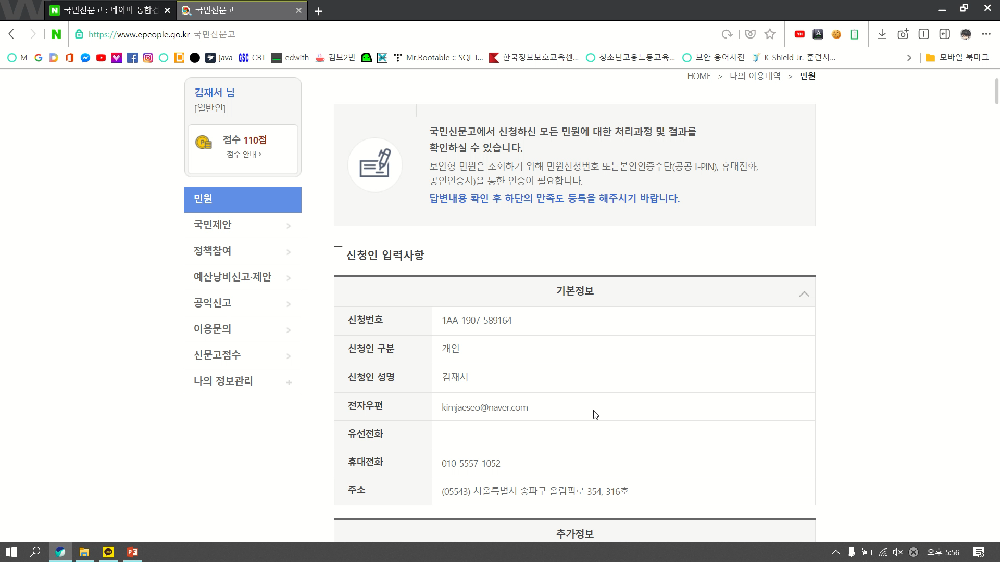 국민신문고 : 네이버 통합검
국민신문고
https://www.epeople.go.kr 국민신문고
M
java
CBT
edwith
컴보2반
Mr.Rootable :: SQL I...
한국정보보호교육센...
청소년고용노동교육...
보안 용어사전
K-Shield Jr. 훈련시...
모바일 북마크
HOME > 나의 이용내역 > 민원
김재서 님
[일반인]
점수 110점
점수 안내 >
민원
국민제안
정책참여
예산낭비신고·제안
공익신고
이용문의
신문고점수
나의 정보관리
국민신문고에서 신청하신 모든 민원에 대한 처리과정 및 결과를
확인하실 수 있습니다.
보안형 민원은 조회하기 위해 민원신청번호 또는본인인증수단(공공 I-PIN), 휴대전화,
공인인증서)을 통한 인증이 필요합니다.
답변내용 확인 후 하단의 만족도 등록을 해주시기 바랍니다.
신청인 입력사항
기본정보
신청번호 1AA-1907-589164
신청인 구분 개인
신청인 성명 김재서
전자우편 kimjaeseo@naver.com
유선전화
휴대전화 010-5557-1052
주소 (05543) 서울특별시 송파구 올림픽로 354, 316호
추가정보
오후 5:56